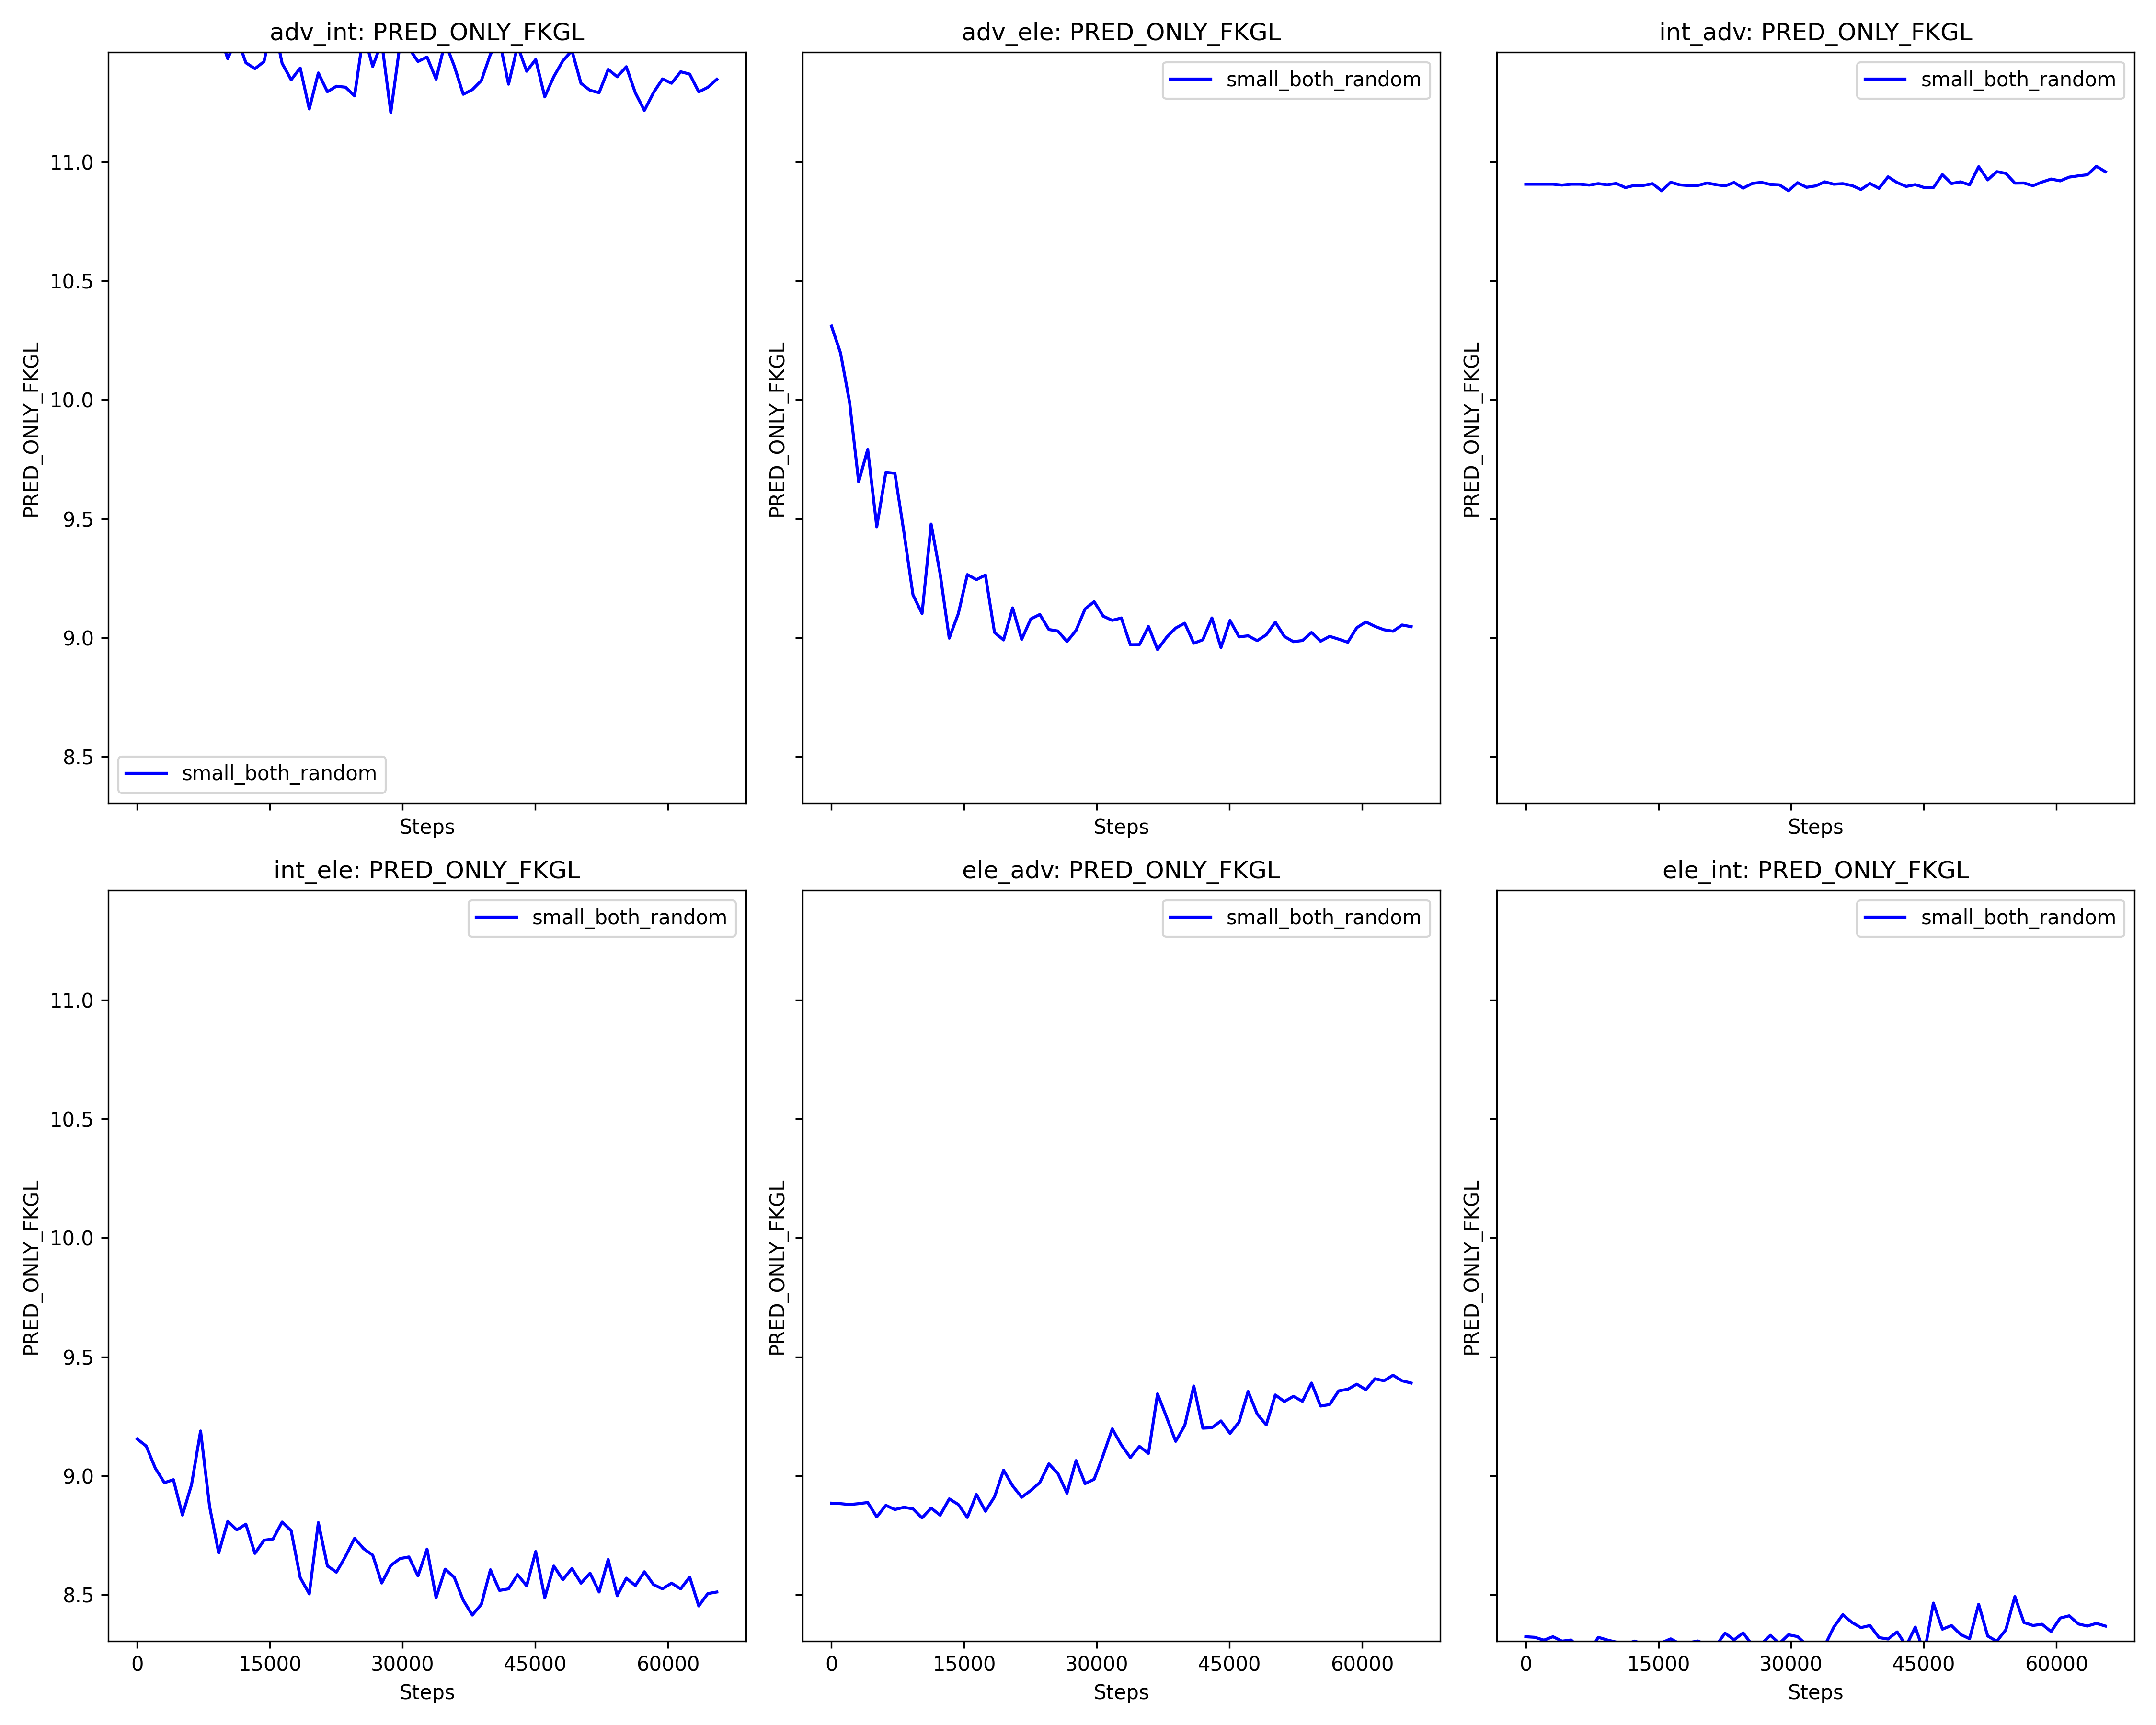 adv_int: PRED_ONLY_FKGL
adv_ele: PRED_ONLY_FKGL
int_adv: PRED_ONLY_FKGL
PRED_ONLY_FKGL
11.0
10.5
10.0
9.5
9.0
8.5
small_both_random
Steps
PRED_ONLY_FKGL
small_both_random
Steps
PRED_ONLY_FKGL
small_both_random
Steps
int_ele: PRED_ONLY_FKGL
ele_adv: PRED_ONLY_FKGL
ele_int: PRED_ONLY_FKGL
PRED_ONLY_FKGL
11.0
10.5
10.0
9.5
9.0
8.5
small_both_random
0 15000 30000 45000 60000
Steps
PRED_ONLY_FKGL
small_both_random
0 15000 30000 45000 60000
Steps
PRED_ONLY_FKGL
small_both_random
0 15000 30000 45000 60000
Steps